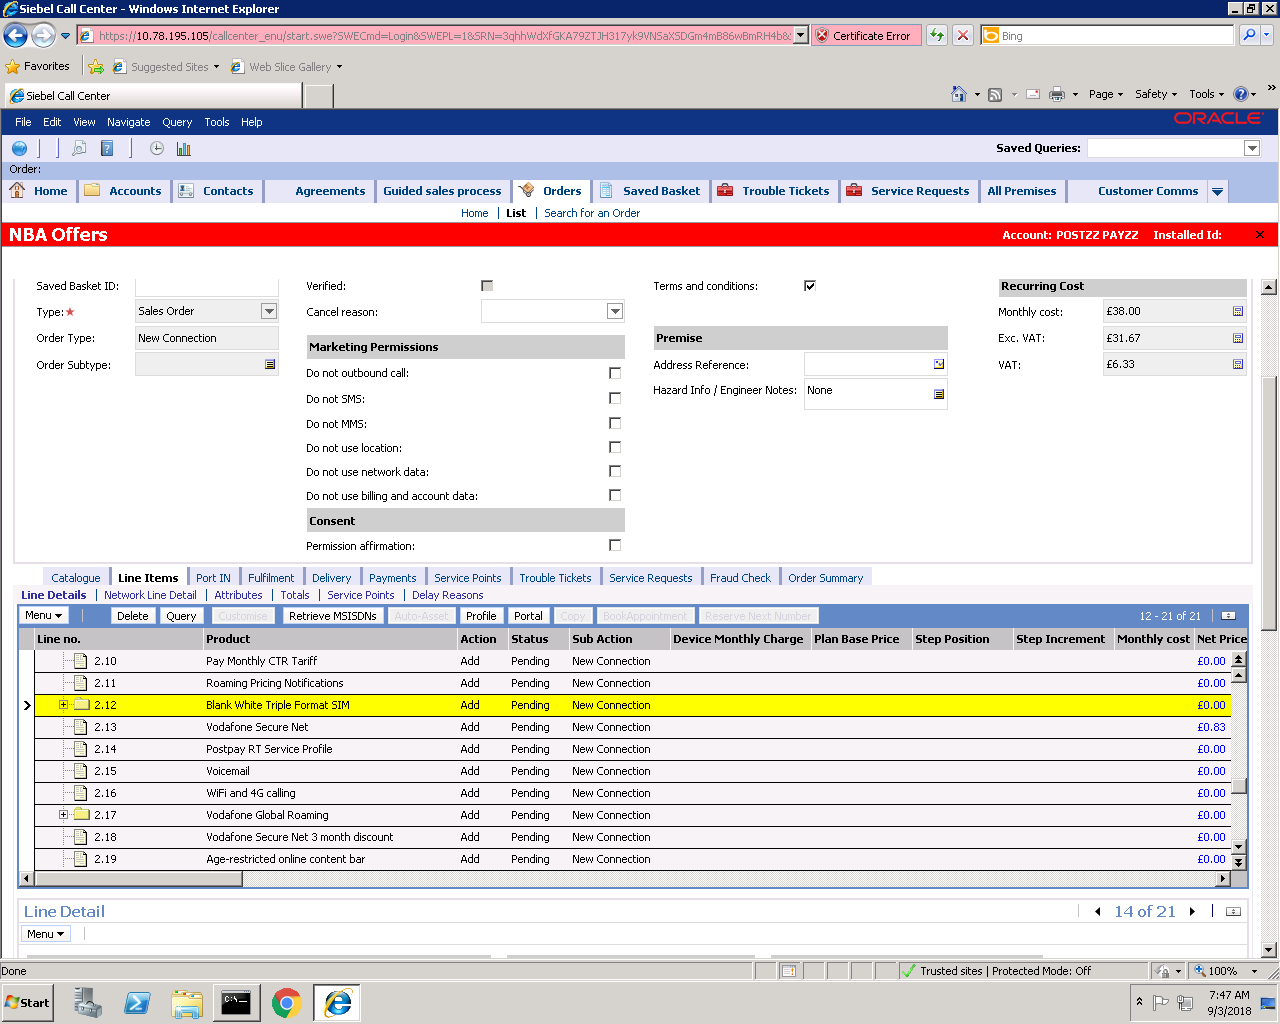 Siebel Call Center - Windows Internet Explorer
https://10.78.195.105/callcenter_enu/start.swe?SWECmd=Login&SWEPL=1&SRN=
Certificate Error
Bing
Favorites Suggested Sites Web Slice Gallery
Siebel Call Center
Page Safety Tools
File Edit View Navigate Query Tools Help
ORACLE
Saved Queries:
Order:
Home Accounts Contacts Agreements Guided sales process Orders Saved Basket Trouble Tickets Service Requests All Premises Customer Comms
Home List Search for an Order
NBA Offers Account: POSTZZ PAYZZ Installed Id:
Saved Basket ID: Verified: Terms and conditions: Recurring Cost
Type: Sales Order Cancel reason: Monthly cost: £38.00
Order Type: New Connection Marketing Permissions Premise Exc. VAT: £31.67
Order Subtype: Do not outbound call: Address Reference: VAT: £6.33
Do not SMS: Hazard Info / Engineer Notes: None
Do not MMS:
Do not use location:
Do not use network data:
Do not use billing and account data:
Consent
Permission affirmation:
Catalogue Line Items Port IN Fulfilment Delivery Payments Service Points Trouble Tickets Service Requests Fraud Check Order Summary
Line Details Network Line Detail Attributes Totals Service Points Delay Reasons
Menu Delete Query Customise Retrieve MSISDNs Auto-Asset Profile Portal Copy BookAppointment Reserve Next Number 12 - 21 of 21
Line no. Product Action Status Sub Action Device Monthly Charge Plan Base Price Step Position Step Increment Monthly cost Net Price
2.10 Pay Monthly CTR Tariff Add Pending New Connection £0.00
2.11 Roaming Pricing Notifications Add Pending New Connection £0.00
2.12 Blank White Triple Format SIM Add Pending New Connection £0.00
2.13 Vodafone Secure Net Add Pending New Connection £0.83
2.14 Postpay RT Service Profile Add Pending New Connection £0.00
2.15 Voicemail Add Pending New Connection £0.00
2.16 WiFi and 4G calling Add Pending New Connection £0.00
2.17 Vodafone Global Roaming Add Pending New Connection £0.00
2.18 Vodafone Secure Net 3 month discount Add Pending New Connection £0.00
2.19 Age-restricted online content bar Add Pending New Connection £0.00
Line Detail 14 of 21
Menu
Done Trusted sites | Protected Mode: Off 100%
Start 7:47 AM
9/3/2018